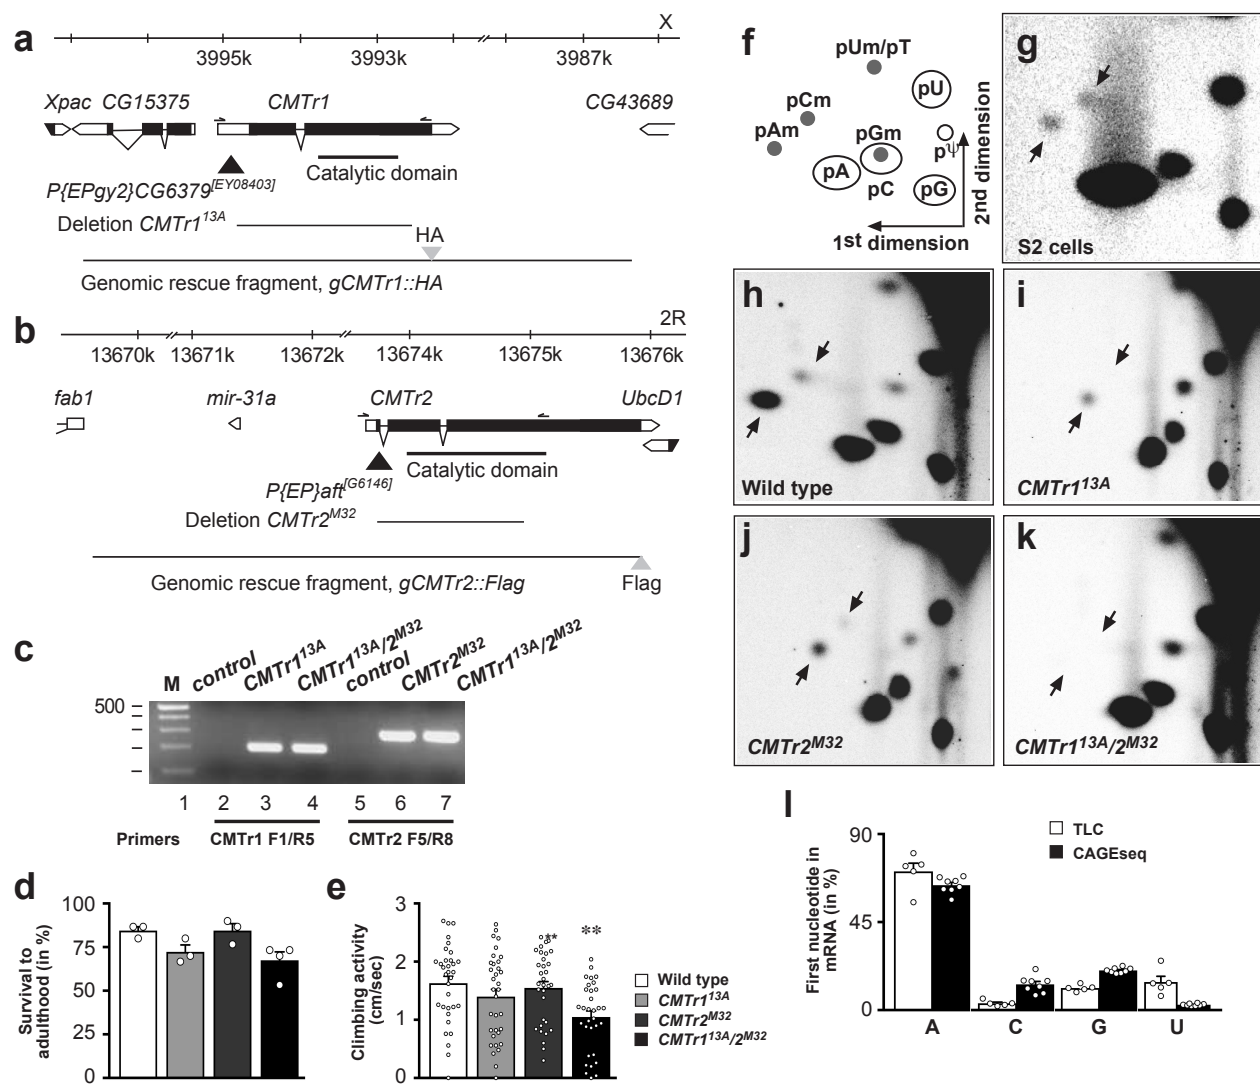 a
X
3995k 3993k 3987k
Xpac CG15375 CMTr1 CG43689
Catalytic domain
P{EPgy2}CG6379[EY08403]
Deletion CMTr1^13A
HA
Genomic rescue fragment, gCMTr1::HA
b
2R
13670k 13671k 13672k 13674k 13675k 13676k
fab1 mir-31a CMTr2 UbcD1
Catalytic domain
P{EP}aft[G6146]
Deletion CMTr2^M32
Genomic rescue fragment, gCMTr2::Flag
Flag
c
M control CMTr1^13A CMTr1^13A/2^M32 control CMTr2^M32 CMTr1^13A/2^M32
500
1 2 3 4 5 6 7
Primers CMTr1 F1/R5 CMTr2 F5/R8
d
Survival to
adulthood (in %)
100
75
50
25
0
e
Climbing activity
(cm/sec)
3
2
1
0
** **
Wild type
CMTr1^13A
CMTr2^M32
CMTr1^13A/2^M32
f
pUm/pT
pU
pCm
pAm
pGm
pψ
pA
pC
pG
1st dimension
2nd dimension
g
S2 cells
h
Wild type
i
CMTr1^13A
j
CMTr2^M32
k
CMTr1^13A/2^M32
l
First nucleotide in
mRNA (in %)
90
45
0
TLC
CAGEseq
A C G U